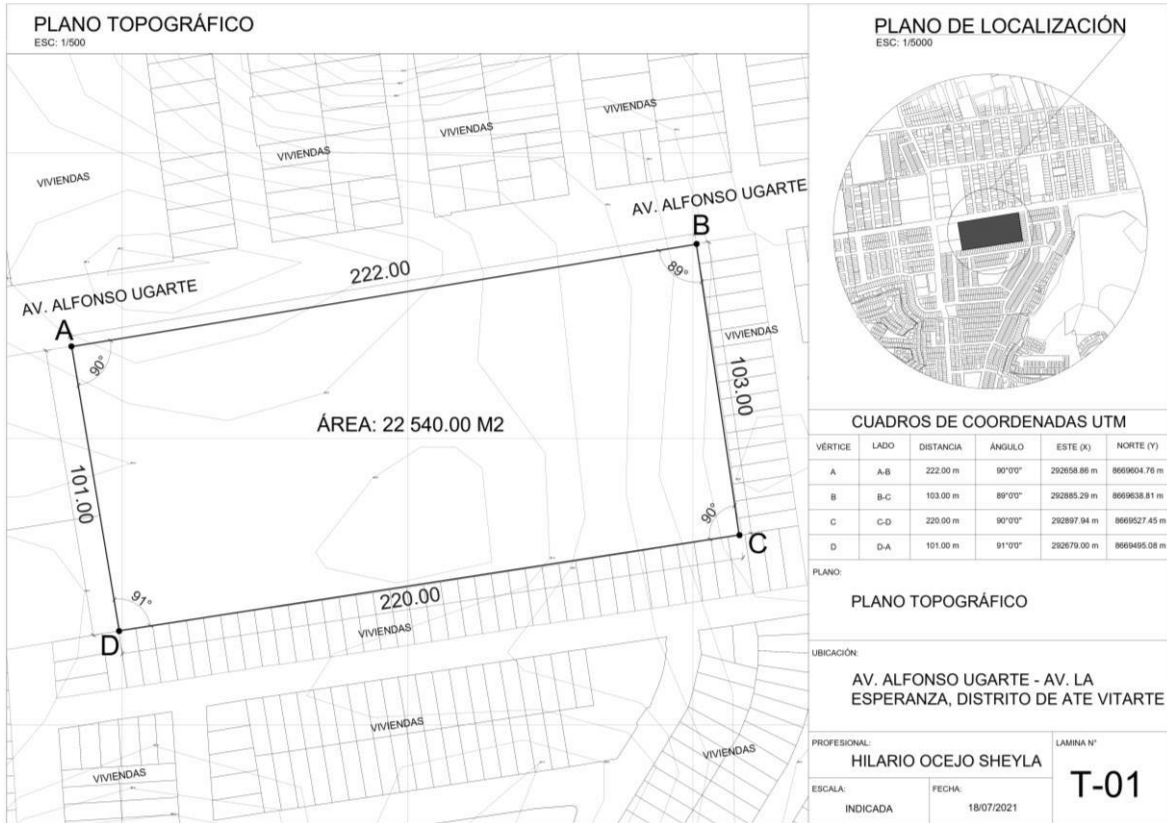 PLANO TOPOGRÁFICO
ESC: 1/500
VIVIENDAS
VIVIENDAS
VIVIENDAS
VIVIENDAS
AV. ALFONSO UGARTE
AV. ALFONSO UGARTE
A
B
222.00
90°
89°
VIVIENDAS
103.00
ÁREA: 22 540.00 M2
101.00
90°
C
91°
D
220.00
VIVIENDAS
VIVIENDAS
VIVIENDAS
VIVIENDAS
PLANO DE LOCALIZACIÓN
ESC: 1/5000
CUADROS DE COORDENADAS UTM
VÉRTICE LADO DISTANCIA ÁNGULO ESTE (X) NORTE (Y)
A A-B 222.00 m 90°0'0" 292658.86 m 8669604.76 m
B B-C 103.00 m 89°0'0" 292885.29 m 8669638.81 m
C C-D 220.00 m 90°0'0" 292897.94 m 8669527.45 m
D D-A 101.00 m 91°0'0" 292679.00 m 8669495.08 m
PLANO:
PLANO TOPOGRÁFICO
UBICACIÓN:
AV. ALFONSO UGARTE - AV. LA
ESPERANZA, DISTRITO DE ATE VITARTE
PROFESIONAL:
HILARIO OCEJO SHEYLA
LAMINA N°
T-01
ESCALA:
INDICADA
FECHA:
18/07/2021